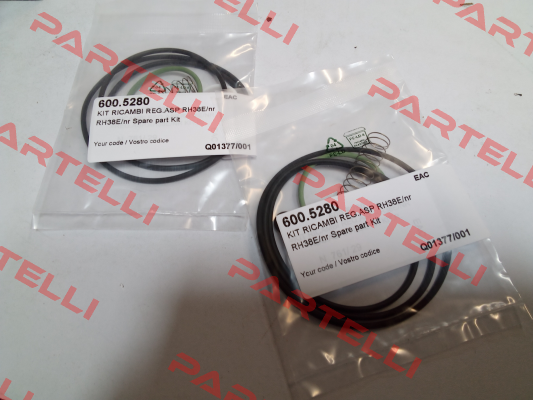 PARTELLI
600.5280
EAC
KIT RICAMBI REG.ASP RH38E/nr
RH38E/nr Spare part Kit
Your code / Vostro codice
Q01377/001
600.5280
EAC
KIT RICAMBI REG.ASP RH38E/nr
RH38E/nr Spare part Kit
Your code / Vostro codice
Q01377/001
PARTELLI
PARTELLI